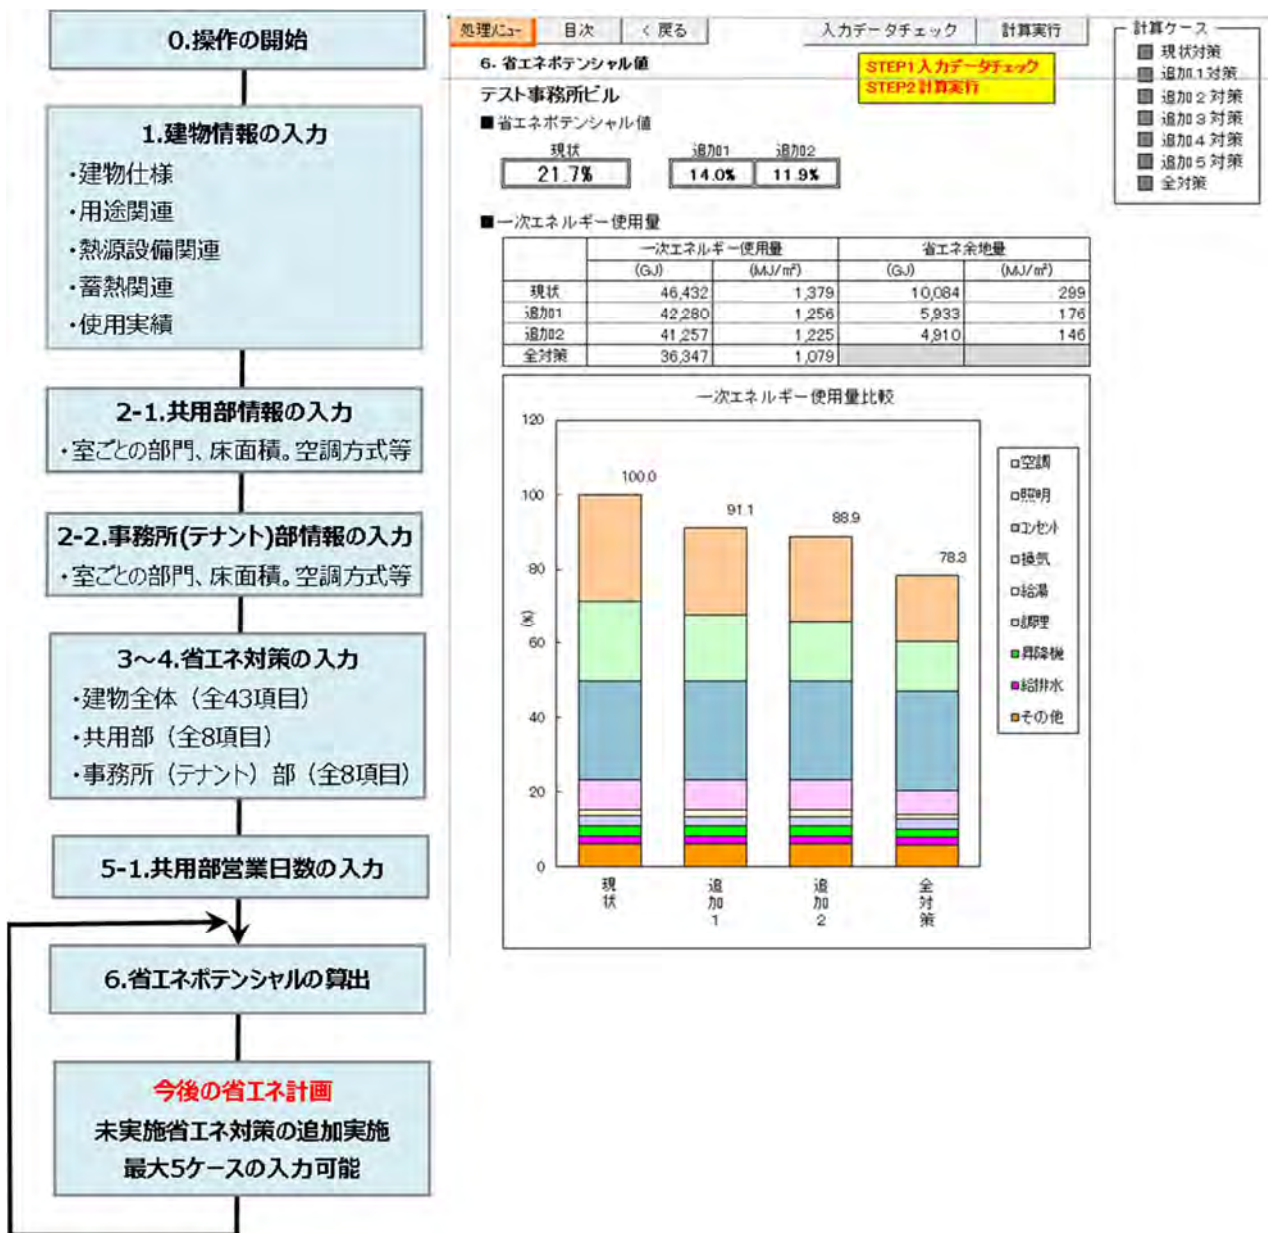 0.操作の開始
1.建物情報の入力
・建物仕様
・用途関連
・熱源設備関連
・蓄熱関連
・使用実績
2-1.共用部情報の入力
・室ごとの部門、床面積。空調方式等
2-2.事務所(テナント)部情報の入力
・室ごとの部門、床面積。空調方式等
3～4.省エネ対策の入力
・建物全体（全43項目）
・共用部（全8項目）
・事務所（テナント）部（全8項目）
5-1.共用部営業日数の入力
6.省エネポテンシャルの算出
今後の省エネ計画
未実施省エネ対策の追加実施
最大5ケースの入力可能
処理メニュー 目次 < 戻る 入力データチェック 計算実行
6. 省エネポテンシャル値
STEP1入力データチェック
STEP2計算実行
計算ケース
現状対策
追加1対策
追加2対策
追加3対策
追加4対策
追加5対策
全対策
テスト事務所ビル
■省エネポテンシャル値
現状 追加1 追加2
21.7% 14.0% 11.9%
■一次エネルギー使用量
一次エネルギー使用量 省エネ余地量
(GJ) (MJ/㎡) (GJ) (MJ/㎡)
現状 46,432 1,379 10,084 299
追加1 42,280 1,256 5,933 176
追加2 41,257 1,225 4,910 146
全対策 36,347 1,079
一次エネルギー使用量比較
120
100
80
60
40
20
0
(%)
100.0
91.1
88.9
78.3
現状
追加1
追加2
全対策
空調
照明
コンセント
換気
給湯
調理
昇降機
給排水
その他